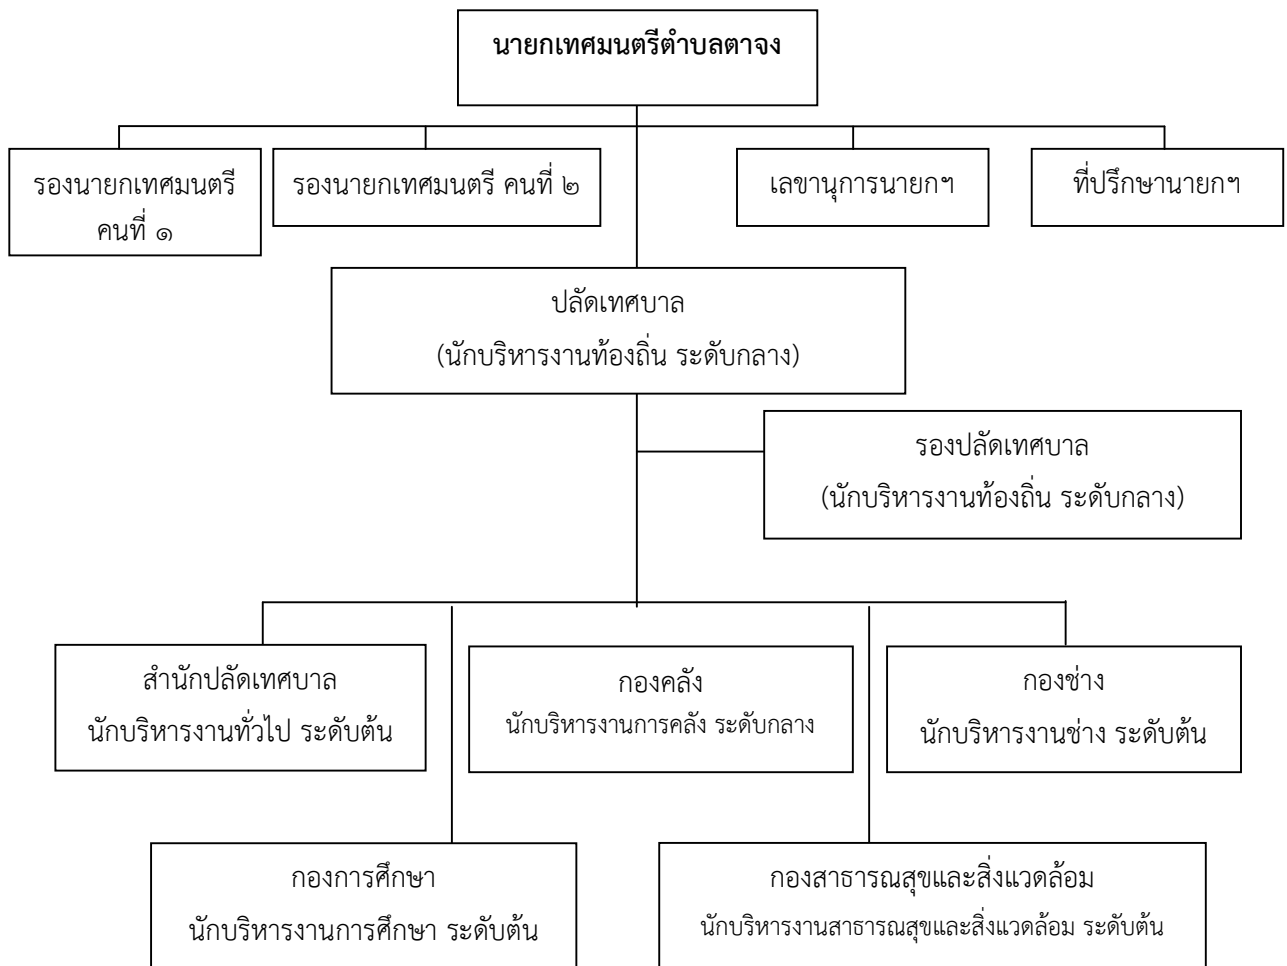 นายกเทศมนตรีตำบลตาจง
รองนายกเทศมนตรี
คนที่ ๑
รองนายกเทศมนตรี คนที่ ๒
เลขานุการนายกฯ
ที่ปรึกษานายกฯ
ปลัดเทศบาล
(นักบริหารงานท้องถิ่น ระดับกลาง)
รองปลัดเทศบาล
(นักบริหารงานท้องถิ่น ระดับกลาง)
สำนักปลัดเทศบาล
นักบริหารงานทั่วไป ระดับต้น
กองคลัง
นักบริหารงานการคลัง ระดับกลาง
กองช่าง
นักบริหารงานช่าง ระดับต้น
กองการศึกษา
นักบริหารงานการศึกษา ระดับต้น
กองสาธารณสุขและสิ่งแวดล้อม
นักบริหารงานสาธารณสุขและสิ่งแวดล้อม ระดับต้น